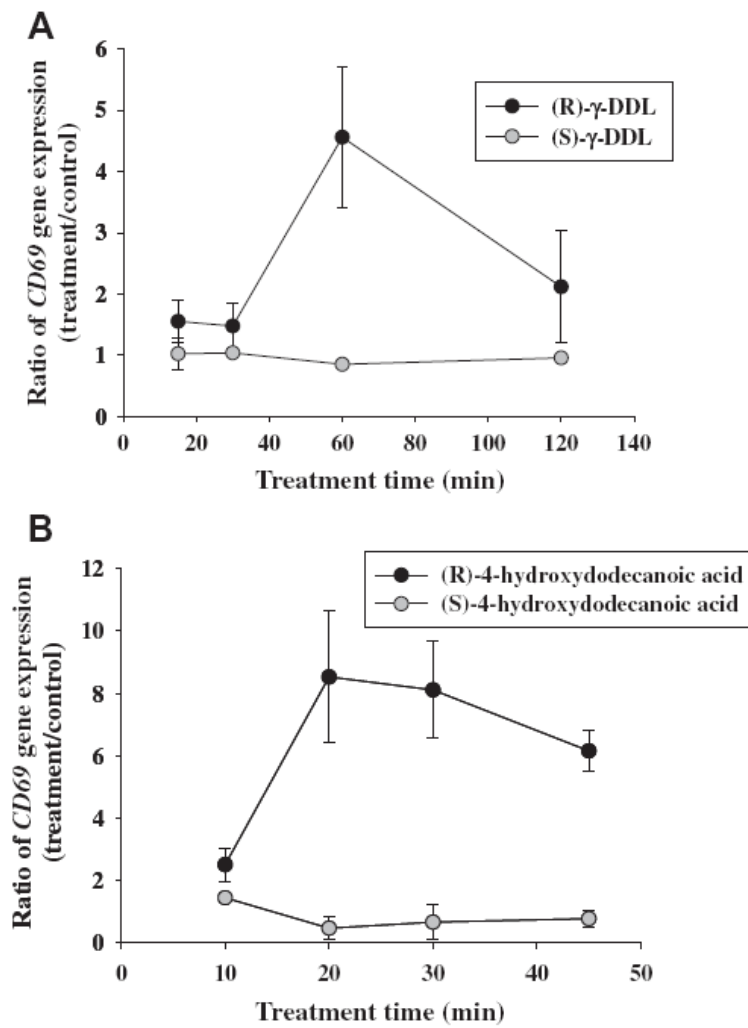 A
Ratio of CD69 gene expression
(treatment/control)
6
5
4
3
2
1
0
(R)-γ-DDL
(S)-γ-DDL
0 20 40 60 80 100 120 140
Treatment time (min)
B
Ratio of CD69 gene expression
(treatment/control)
12
10
8
6
4
2
0
(R)-4-hydroxydodecanoic acid
(S)-4-hydroxydodecanoic acid
0 10 20 30 40 50
Treatment time (min)